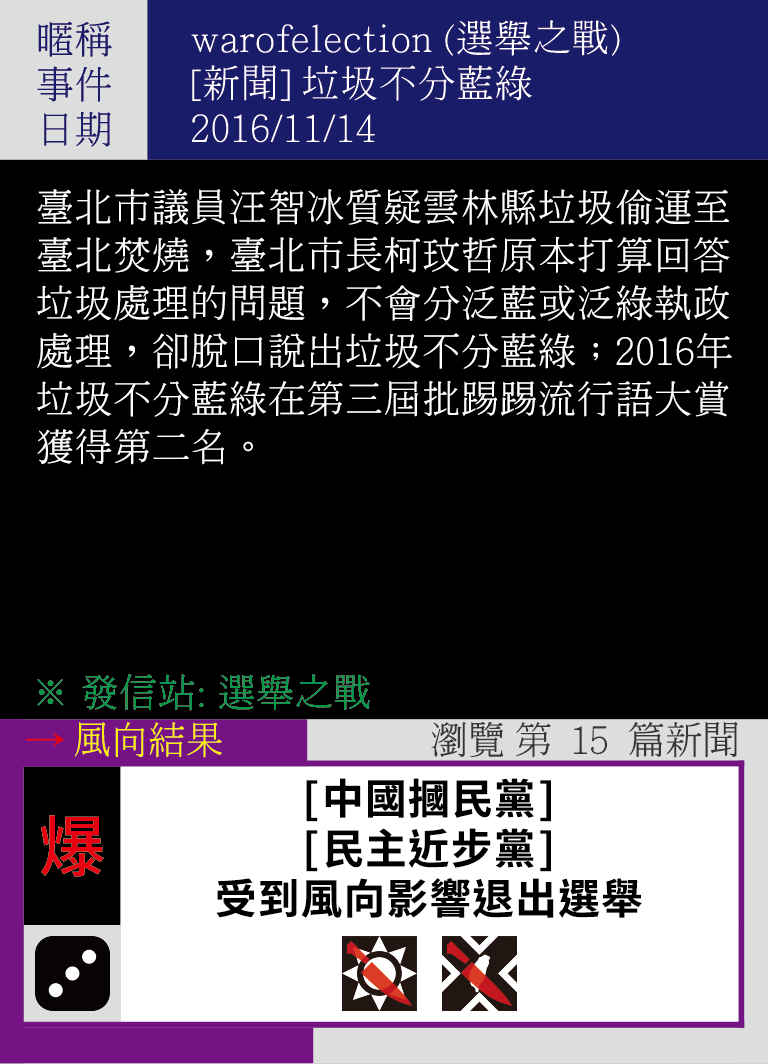 暱稱 warofelection (選舉之戰)
事件 [新聞] 垃圾不分藍綠
日期 2016/11/14
臺北市議員汪智冰質疑雲林縣垃圾偷運至
臺北焚燒，臺北市長柯玟哲原本打算回答
垃圾處理的問題，不會分泛藍或泛綠執政
處理，卻脫口說出垃圾不分藍綠；2016年
垃圾不分藍綠在第三屆批踢踢流行語大賞
獲得第二名。
※ 發信站: 選舉之戰
→ 風向結果 瀏覽 第 15 篇新聞
爆
[中國摑民黨]
[民主近步黨]
受到風向影響退出選舉